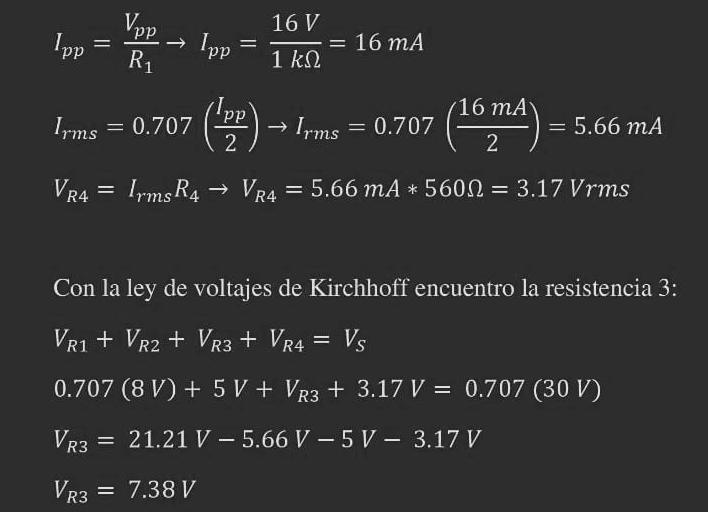 I_pp = V_pp/R_1 → I_pp = 16 V/1 kΩ = 16 mA
I_rms = 0.707 (I_pp/2) → I_rms = 0.707 (16 mA/2) = 5.66 mA
V_R4 = I_rms R_4 → V_R4 = 5.66 mA * 560Ω = 3.17 Vrms
Con la ley de voltajes de Kirchhoff encuentro la resistencia 3:
V_R1 + V_R2 + V_R3 + V_R4 = V_S
0.707 (8 V) + 5 V + V_R3 + 3.17 V = 0.707 (30 V)
V_R3 = 21.21 V − 5.66 V − 5 V − 3.17 V
V_R3 = 7.38 V